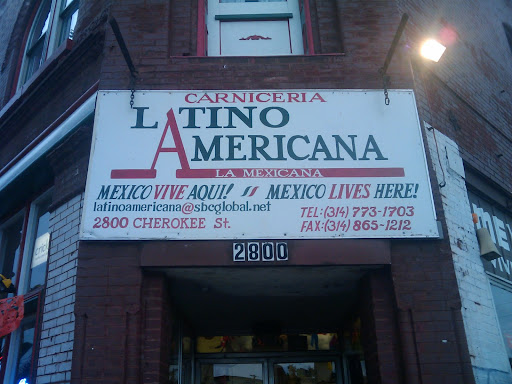 CARNICERIA
LATINO
AMERICANA
LA MEXICANA
MEXICO VIVE AQUI! " MEXICO LIVES HERE!
latinoamericana@sbcglobal.net
TEL:(314) 773-1703
2800 CHEROKEE St.
FAX:(314) 865-1212
2800